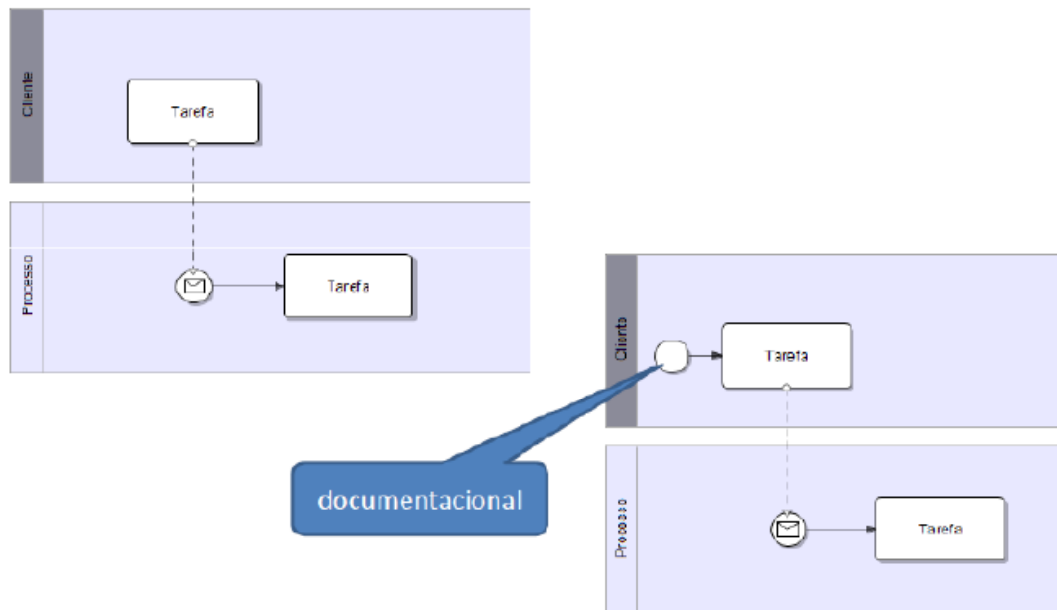 Cliente
Tarefa
Processo
Tarefa
Cliente
Tarefa
documentacional
Processo
Tarefa